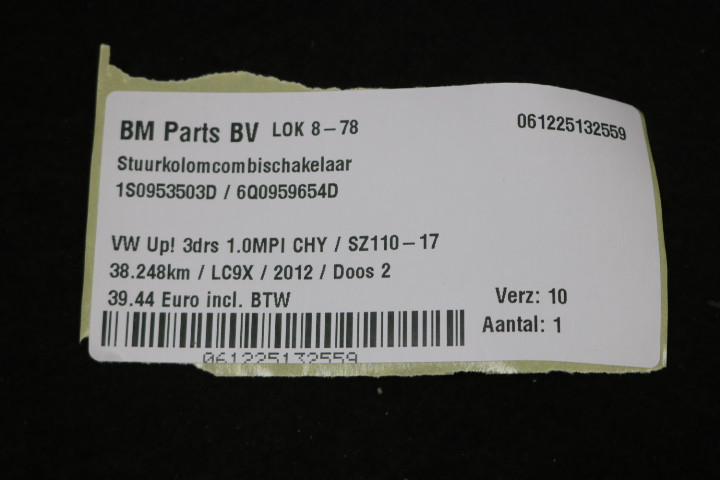 BM Parts BV LOK 8-78 061225132559
Stuurkolomcombischakelaar
1S0953503D / 6Q0959654D
VW Up! 3drs 1.0MPI CHY / SZ110-17
38.248km / LC9X / 2012 / Doos 2
39.44 Euro incl. BTW Verz: 10
Aantal: 1
061225132559